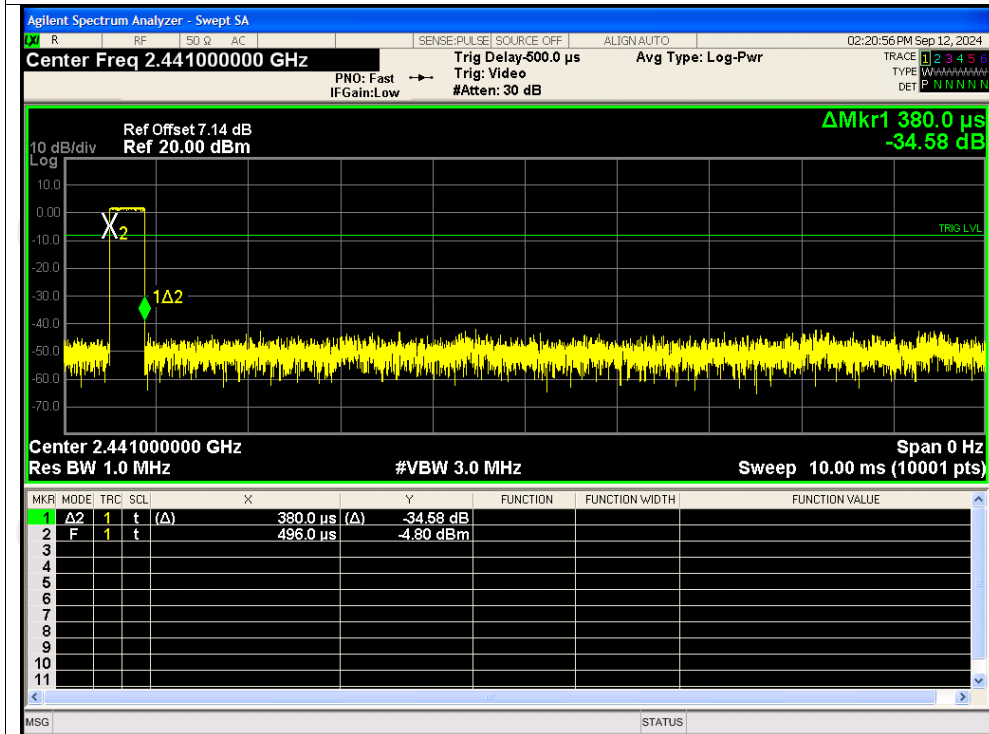 Agilent Spectrum Analyzer - Swept SA
LXI R RF 50 Ω AC SENSE:PULSE SOURCE OFF ALIGN AUTO 02:20:56 PM Sep 12, 2024
Center Freq 2.441000000 GHz Trig Delay-500.0 µs Avg Type: Log-Pwr TRACE 1 2 3 4 5 6
PNO: Fast Trig: Video TYPE WWWWWW
IFGain:Low #Atten: 30 dB DET P N N N N N
ΔMkr1 380.0 µs
-34.58 dB
Ref Offset 7.14 dB
10 dB/div Ref 20.00 dBm
Log
10.0
0.00
X2
TRIG LVL
-10.0
-20.0
-30.0
1Δ2
-40.0
-50.0
-60.0
-70.0
Center 2.441000000 GHz Span 0 Hz
Res BW 1.0 MHz #VBW 3.0 MHz Sweep 10.00 ms (10001 pts)
MKR MODE TRC SCL X Y FUNCTION FUNCTION WIDTH FUNCTION VALUE
1 Δ2 1 t (Δ) 380.0 µs (Δ) -34.58 dB
2 F 1 t 496.0 µs -4.80 dBm
3
4
5
6
7
8
9
10
11
MSG STATUS